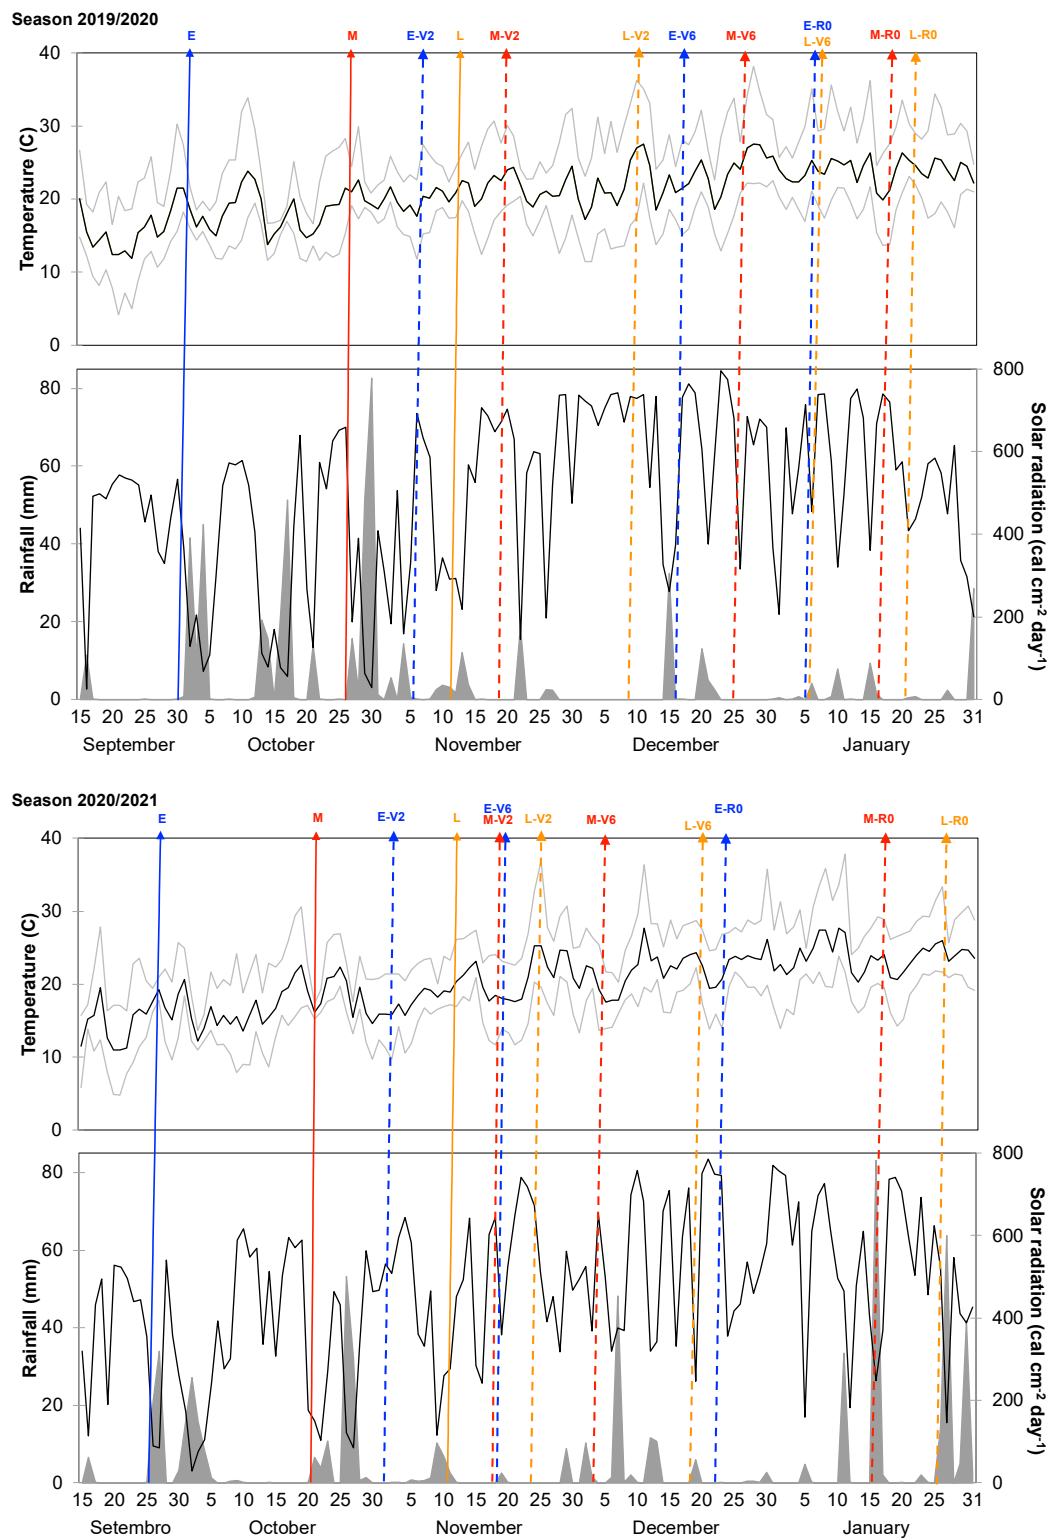 Season 2019/2020
E M E-V2 L M-V2 L-V2 E-V6 M-V6 E-R0 L-V6 M-R0 L-R0
40
30
20
10
0
Temperature (C)
80
60
40
20
0
Rainfall (mm)
800
600
400
200
0
Solar radiation (cal cm-2 day-1)
15 20 25 30 5 10 15 20 25 30 5 10 15 20 25 30 5 10 15 20 25 30 5 10 15 20 25 31
September October November December January
Season 2020/2021
E M E-V2 L E-V6 M-V2 L-V2 M-V6 L-V6 E-R0 M-R0 L-R0
40
30
20
10
0
Temperature (C)
80
60
40
20
0
Rainfall (mm)
800
600
400
200
0
Solar radiation (cal cm-2 day-1)
15 20 25 30 5 10 15 20 25 30 5 10 15 20 25 30 5 10 15 20 25 30 5 10 15 20 25 31
Setembro October November December January